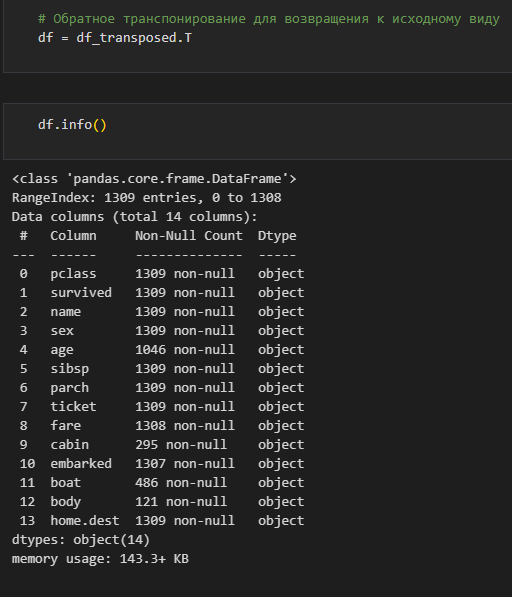 # Обратное транспонирование для возвращения к исходному виду
df = df_transposed.T
df.info()
<class 'pandas.core.frame.DataFrame'>
RangeIndex: 1309 entries, 0 to 1308
Data columns (total 14 columns):
 #   Column     Non-Null Count  Dtype
---  ------     --------------  -----
 0   pclass     1309 non-null   object
 1   survived   1309 non-null   object
 2   name       1309 non-null   object
 3   sex        1309 non-null   object
 4   age        1046 non-null   object
 5   sibsp      1309 non-null   object
 6   parch      1309 non-null   object
 7   ticket     1309 non-null   object
 8   fare       1308 non-null   object
 9   cabin      295 non-null    object
 10  embarked   1307 non-null   object
 11  boat       486 non-null    object
 12  body       121 non-null    object
 13  home.dest  1309 non-null   object
dtypes: object(14)
memory usage: 143.3+ KB